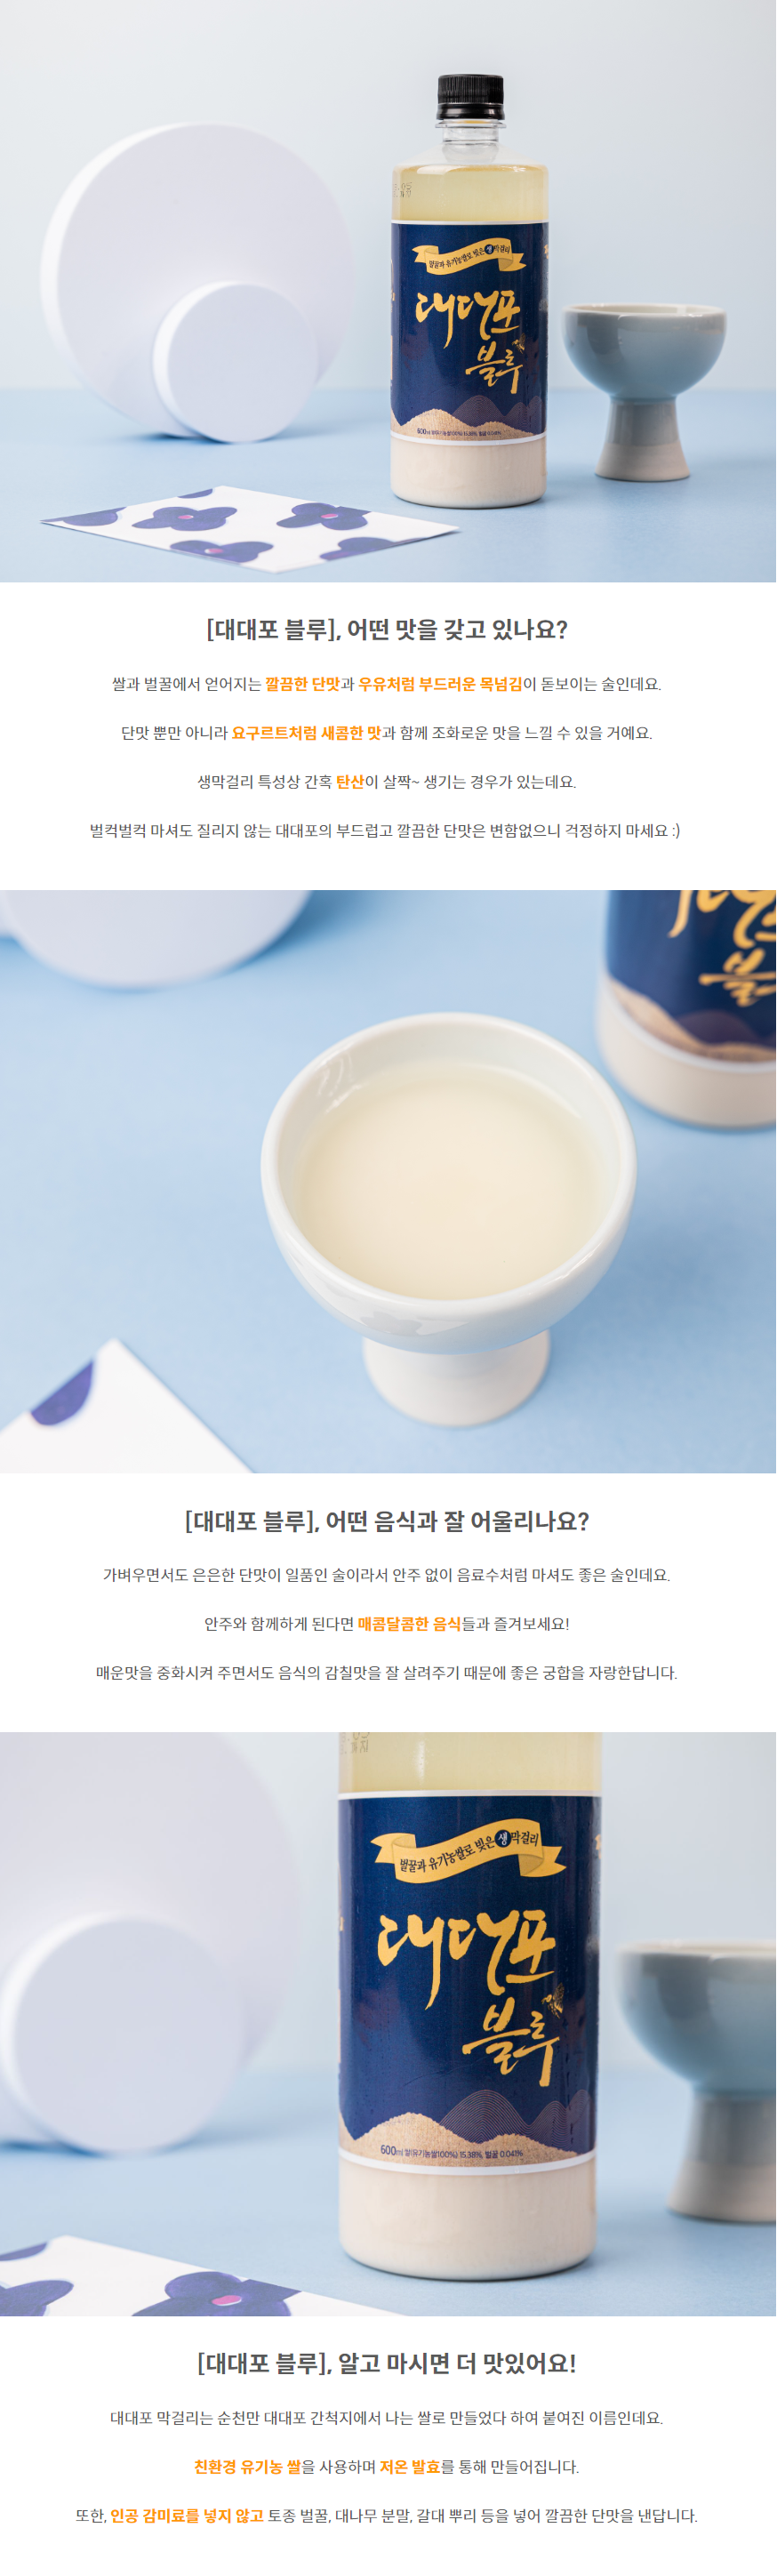 벌꿀과 유기농쌀로 빚은 생막걸리
대대포
블루
600ml 쌀(유기농쌀100%) 15.38%, 벌꿀 0.041%
[대대포 블루], 어떤 맛을 갖고 있나요?
쌀과 벌꿀에서 얻어지는 깔끔한 단맛과 우유처럼 부드러운 목넘김이 돋보이는 술인데요.
단맛 뿐만 아니라 요구르트처럼 새콤한 맛과 함께 조화로운 맛을 느낄 수 있을 거예요.
생막걸리 특성상 간혹 탄산이 살짝~ 생기는 경우가 있는데요.
벌컥벌컥 마셔도 질리지 않는 대대포의 부드럽고 깔끔한 단맛은 변함없으니 걱정하지 마세요 :)
블루
[대대포 블루], 어떤 음식과 잘 어울리나요?
가벼우면서도 은은한 단맛이 일품인 술이라서 안주 없이 음료수처럼 마셔도 좋은 술인데요.
안주와 함께하게 된다면 매콤달콤한 음식들과 즐겨보세요!
매운맛을 중화시켜 주면서도 음식의 감칠맛을 잘 살려주기 때문에 좋은 궁합을 자랑한답니다.
벌꿀과 유기농쌀로 빚은 생막걸리
대대포
블루
600ml 쌀(유기농쌀100%) 15.38%, 벌꿀 0.041%
[대대포 블루], 알고 마시면 더 맛있어요!
대대포 막걸리는 순천만 대대포 간척지에서 나는 쌀로 만들었다 하여 붙여진 이름인데요.
친환경 유기농 쌀을 사용하며 저온 발효를 통해 만들어집니다.
또한, 인공 감미료를 넣지 않고 토종 벌꿀, 대나무 분말, 갈대 뿌리 등을 넣어 깔끔한 단맛을 낸답니다.